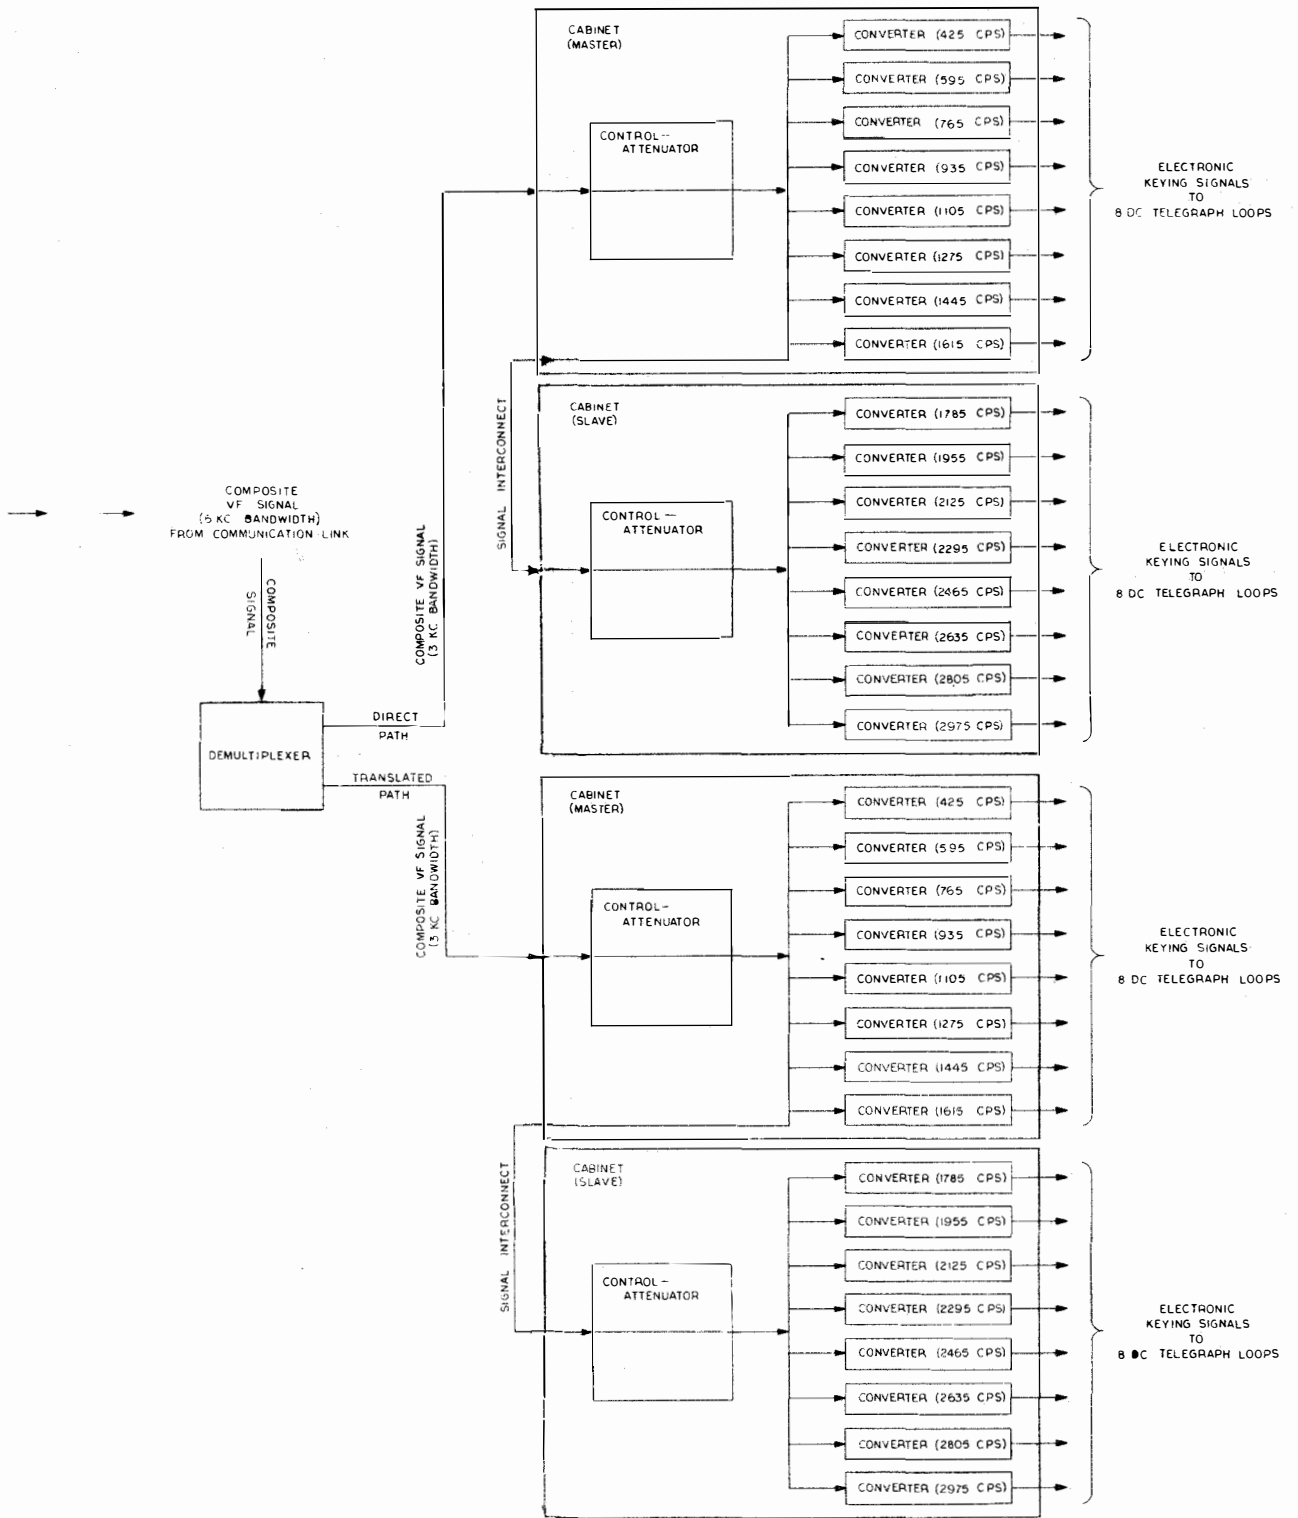 COMPOSITE
VF SIGNAL
(6 KC BANDWIDTH)
FROM COMMUNICATION LINK
COMPOSITE
SIGNAL
DEMULTIPLEXER
DIRECT
PATH
TRANSLATED
PATH
COMPOSITE VF SIGNAL
(3 KC BANDWIDTH)
COMPOSITE VF SIGNAL
(3 KC BANDWIDTH)
CABINET
(MASTER)
CONTROL-
ATTENUATOR
CONVERTER (425 CPS)
CONVERTER (595 CPS)
CONVERTER (765 CPS)
CONVERTER (935 CPS)
CONVERTER (1105 CPS)
CONVERTER (1275 CPS)
CONVERTER (1445 CPS)
CONVERTER (1615 CPS)
ELECTRONIC
KEYING SIGNALS
TO
8 DC TELEGRAPH LOOPS
SIGNAL INTERCONNECT
CABINET
(SLAVE)
CONTROL-
ATTENUATOR
CONVERTER (1785 CPS)
CONVERTER (1955 CPS)
CONVERTER (2125 CPS)
CONVERTER (2295 CPS)
CONVERTER (2465 CPS)
CONVERTER (2635 CPS)
CONVERTER (2805 CPS)
CONVERTER (2975 CPS)
ELECTRONIC
KEYING SIGNALS
TO
8 DC TELEGRAPH LOOPS
CABINET
(MASTER)
CONTROL-
ATTENUATOR
CONVERTER (425 CPS)
CONVERTER (595 CPS)
CONVERTER (765 CPS)
CONVERTER (935 CPS)
CONVERTER (1105 CPS)
CONVERTER (1275 CPS)
CONVERTER (1445 CPS)
CONVERTER (1615 CPS)
ELECTRONIC
KEYING SIGNALS
TO
8 DC TELEGRAPH LOOPS
SIGNAL INTERCONNECT
CABINET
(SLAVE)
CONTROL-
ATTENUATOR
CONVERTER (1785 CPS)
CONVERTER (1955 CPS)
CONVERTER (2125 CPS)
CONVERTER (2295 CPS)
CONVERTER (2465 CPS)
CONVERTER (2635 CPS)
CONVERTER (2805 CPS)
CONVERTER (2975 CPS)
ELECTRONIC
KEYING SIGNALS
TO
8 DC TELEGRAPH LOOPS